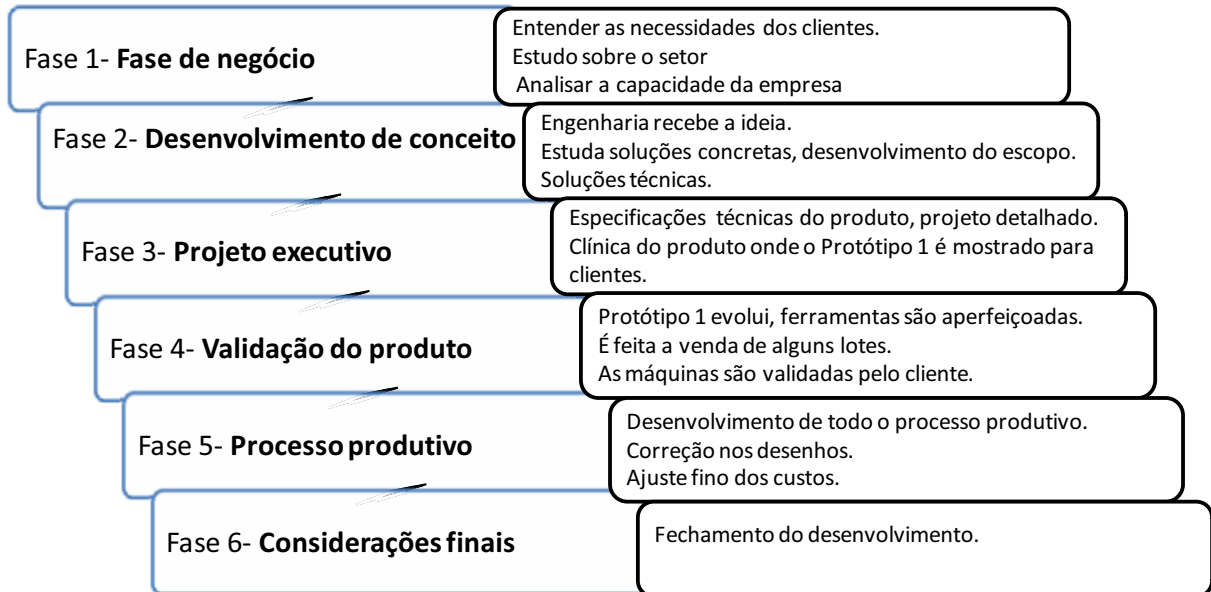 Fase 1- Fase de negócio
Entender as necessidades dos clientes.
Estudo sobre o setor
Analisar a capacidade da empresa
Fase 2- Desenvolvimento de conceito
Engenharia recebe a ideia.
Estuda soluções concretas, desenvolvimento do escopo.
Soluções técnicas.
Fase 3- Projeto executivo
Especificações técnicas do produto, projeto detalhado.
Clínica do produto onde o Protótipo 1 é mostrado para
clientes.
Fase 4- Validação do produto
Protótipo 1 evolui, ferramentas são aperfeiçoadas.
É feita a venda de alguns lotes.
As máquinas são validadas pelo cliente.
Fase 5- Processo produtivo
Desenvolvimento de todo o processo produtivo.
Correção nos desenhos.
Ajuste fino dos custos.
Fase 6- Considerações finais
Fechamento do desenvolvimento.